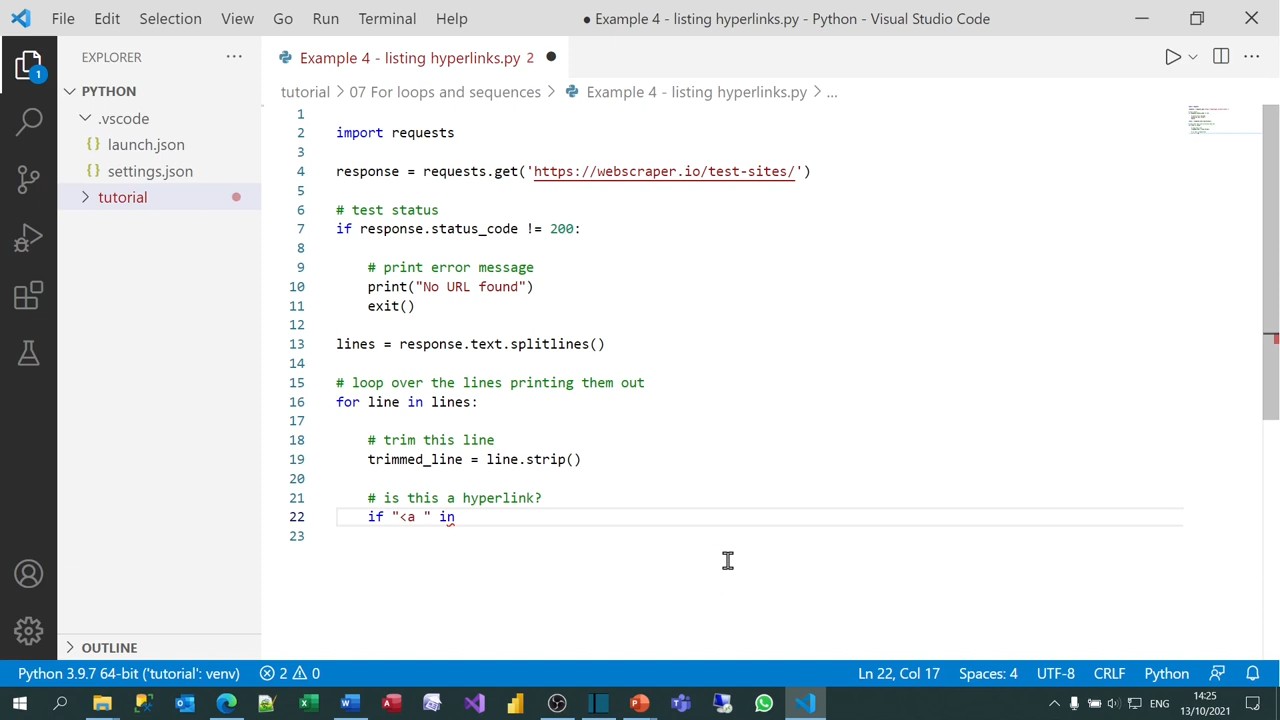 File Edit Selection View Go Run Terminal Help
● Example 4 - listing hyperlinks.py - Python - Visual Studio Code
EXPLORER
PYTHON
.vscode
{} launch.json
{} settings.json
tutorial
OUTLINE
1
Example 4 - listing hyperlinks.py 2
tutorial > 07 For loops and sequences > Example 4 - listing hyperlinks.py > ...
1
2 import requests
3
4 response = requests.get('https://webscraper.io/test-sites/')
5
6 # test status
7 if response.status_code != 200:
8
9 # print error message
10 print("No URL found")
11 exit()
12
13 lines = response.text.splitlines()
14
15 # loop over the lines printing them out
16 for line in lines:
17
18 # trim this line
19 trimmed_line = line.strip()
20
21 # is this a hyperlink?
22 if "<a " in
23
Python 3.9.7 64-bit ('tutorial': venv) 2 0 Ln 22, Col 17 Spaces: 4 UTF-8 CRLF Python
ENG 14:25
13/10/2021